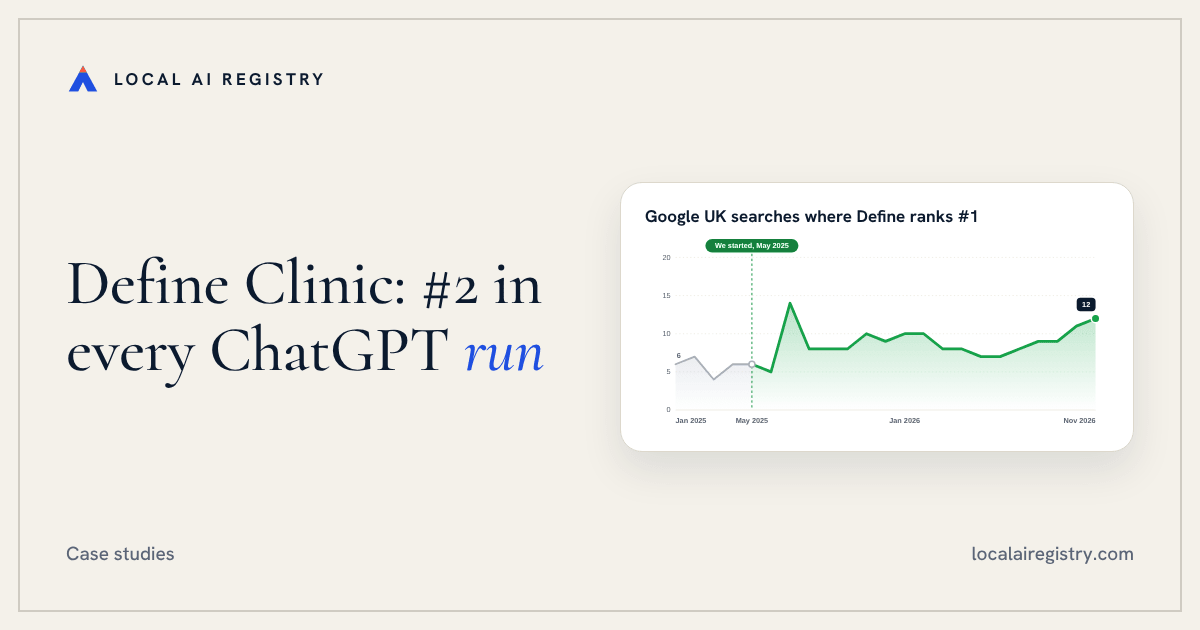 LOCAL AI REGISTRY
Define Clinic: #2 in
every ChatGPT run
Google UK searches where Define ranks #1
We started, May 2025
20
15
10
5
0
6
12
Jan 2025
May 2025
Jan 2026
Nov 2026
Case studies
localairegistry.com